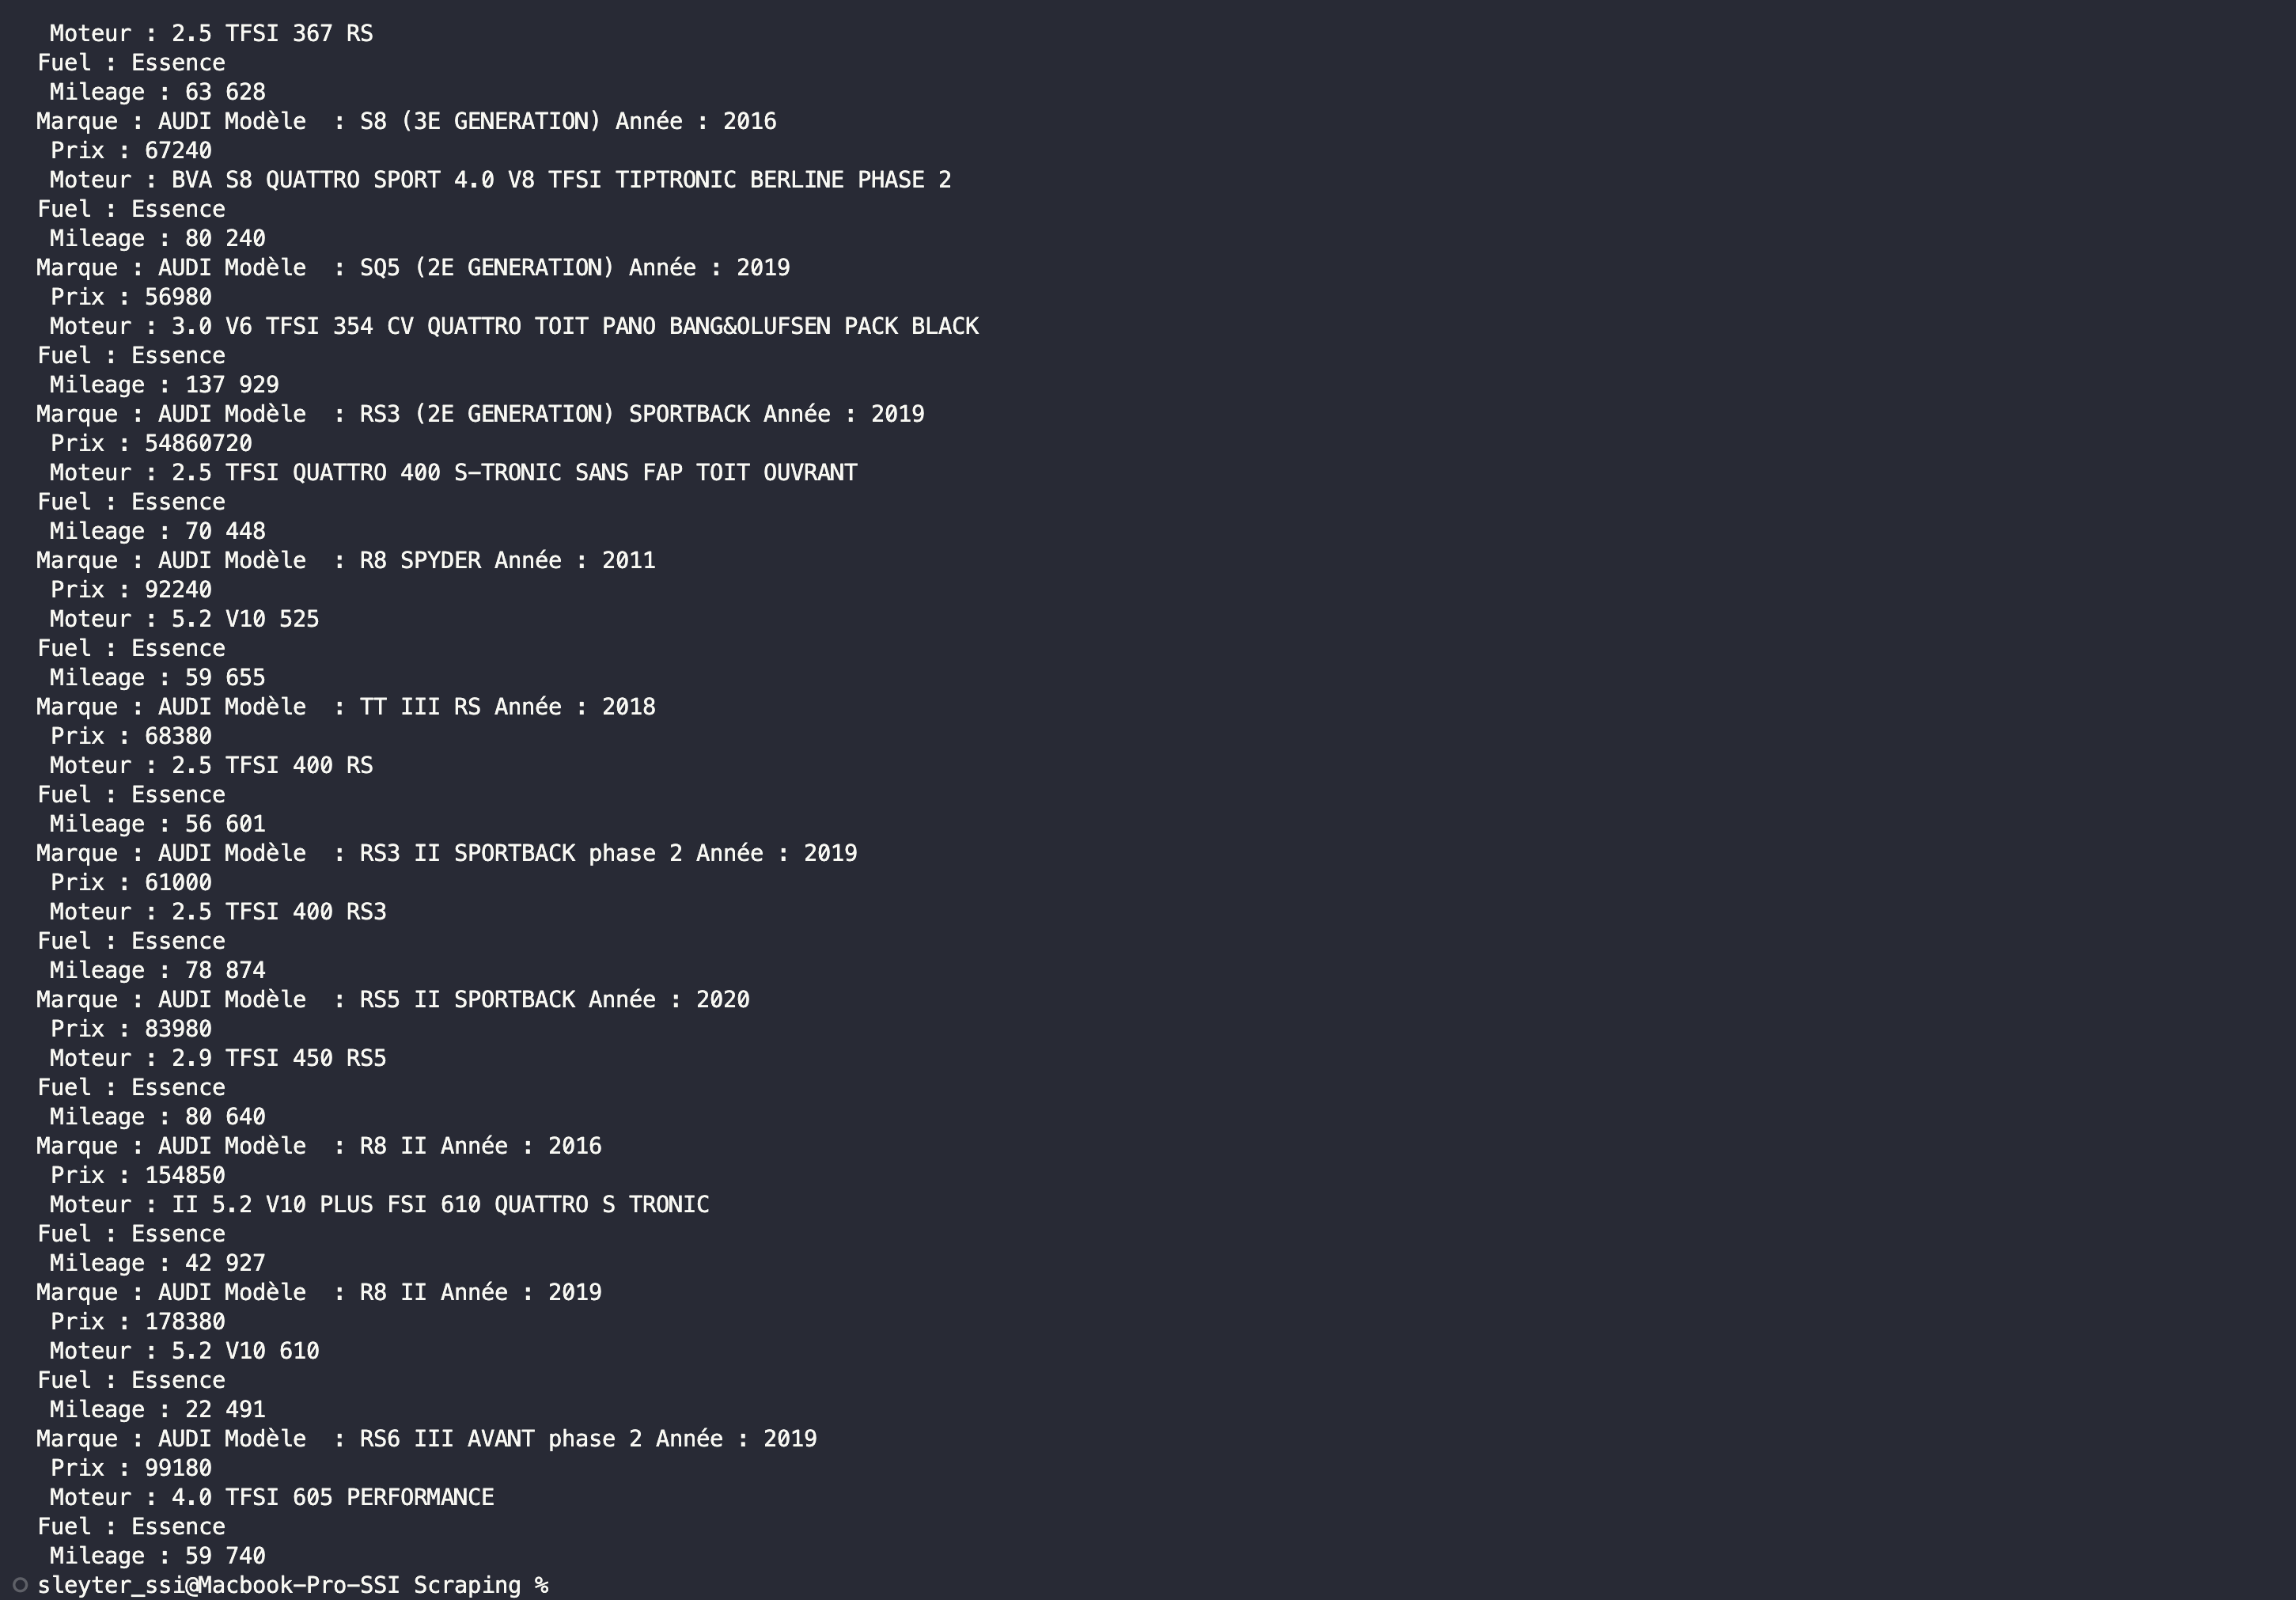 Moteur : 2.5 TFSI 367 RS
Fuel : Essence
Mileage : 63 628
Marque : AUDI Modèle  : S8 (3E GENERATION) Année : 2016
Prix : 67240
Moteur : BVA S8 QUATTRO SPORT 4.0 V8 TFSI TIPTRONIC BERLINE PHASE 2
Fuel : Essence
Mileage : 80 240
Marque : AUDI Modèle  : SQ5 (2E GENERATION) Année : 2019
Prix : 56980
Moteur : 3.0 V6 TFSI 354 CV QUATTRO TOIT PANO BANG&OLUFSEN PACK BLACK
Fuel : Essence
Mileage : 137 929
Marque : AUDI Modèle  : RS3 (2E GENERATION) SPORTBACK Année : 2019
Prix : 54860720
Moteur : 2.5 TFSI QUATTRO 400 S-TRONIC SANS FAP TOIT OUVRANT
Fuel : Essence
Mileage : 70 448
Marque : AUDI Modèle  : R8 SPYDER Année : 2011
Prix : 92240
Moteur : 5.2 V10 525
Fuel : Essence
Mileage : 59 655
Marque : AUDI Modèle  : TT III RS Année : 2018
Prix : 68380
Moteur : 2.5 TFSI 400 RS
Fuel : Essence
Mileage : 56 601
Marque : AUDI Modèle  : RS3 II SPORTBACK phase 2 Année : 2019
Prix : 61000
Moteur : 2.5 TFSI 400 RS3
Fuel : Essence
Mileage : 78 874
Marque : AUDI Modèle  : RS5 II SPORTBACK Année : 2020
Prix : 83980
Moteur : 2.9 TFSI 450 RS5
Fuel : Essence
Mileage : 80 640
Marque : AUDI Modèle  : R8 II Année : 2016
Prix : 154850
Moteur : II 5.2 V10 PLUS FSI 610 QUATTRO S TRONIC
Fuel : Essence
Mileage : 42 927
Marque : AUDI Modèle  : R8 II Année : 2019
Prix : 178380
Moteur : 5.2 V10 610
Fuel : Essence
Mileage : 22 491
Marque : AUDI Modèle  : RS6 III AVANT phase 2 Année : 2019
Prix : 99180
Moteur : 4.0 TFSI 605 PERFORMANCE
Fuel : Essence
Mileage : 59 740
sleyter_ssi@Macbook-Pro-SSI Scraping %